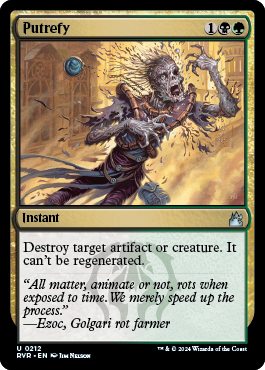 Putrefy 1
Instant
Destroy target artifact or creature. It
can't be regenerated.
“All matter, animate or not, rots when
exposed to time. We merely speed up the
process.”
—Ezoc, Golgari rot farmer
U 0212
RVR • EN Jim Nelson
™ & © 2024 Wizards of the Coast